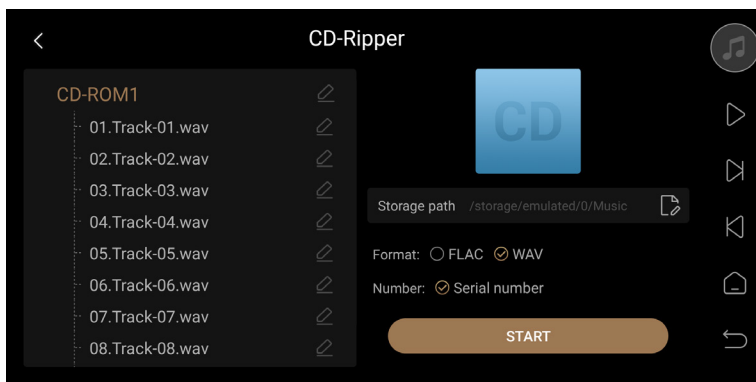 CD-Ripper
CD-ROM1
01.Track-01.wav
02.Track-02.wav
03.Track-03.wav
04.Track-04.wav
05.Track-05.wav
06.Track-06.wav
07.Track-07.wav
08.Track-08.wav
CD
Storage path /storage/emulated/0/Music
Format: FLAC WAV
Number: Serial number
START